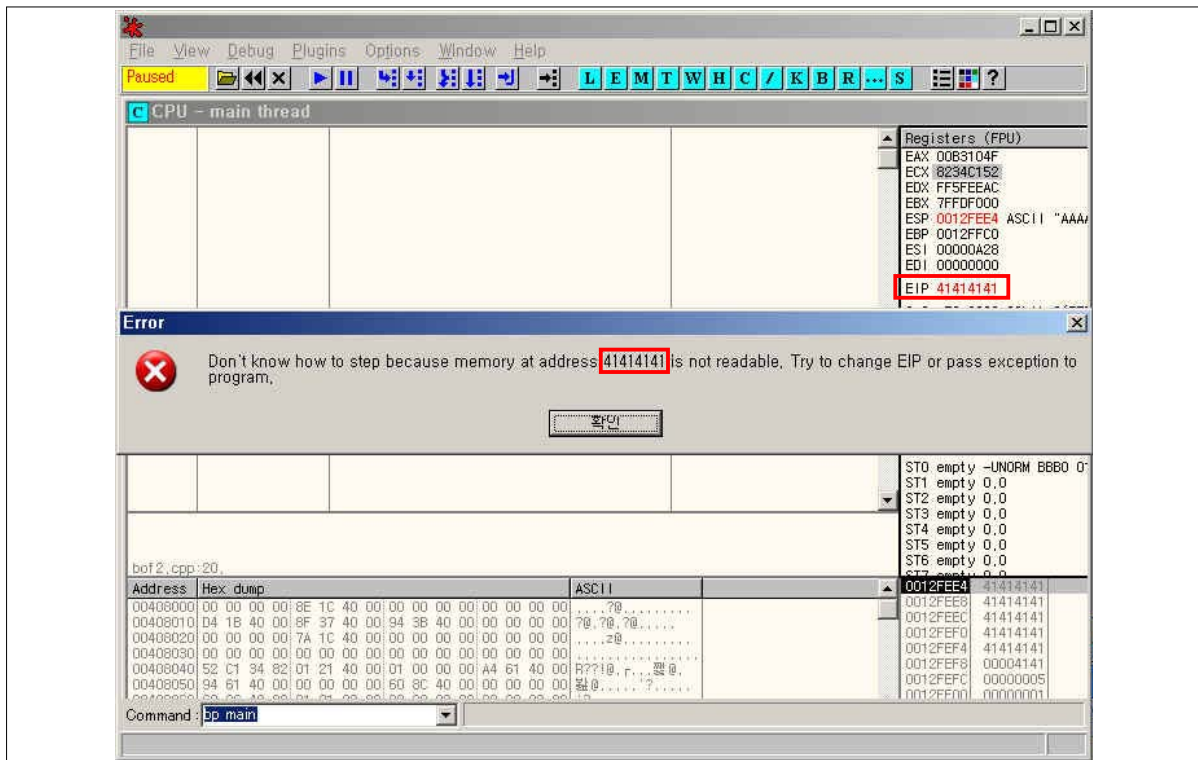 File View Debug Plugins Options Window Help
Paused
L E M T W H C / K B R ... S
?
C CPU - main thread
Registers (FPU)
EAX 00B3104F
ECX 8234C152
EDX FF5FEEAC
EBX 7FFDF000
ESP 0012FEE4 ASCII "AAA
EBP 0012FFC0
ESI 00000A28
EDI 00000000
EIP 41414141
Error
Don't know how to step because memory at address 41414141 is not readable, Try to change EIP or pass exception to
program,
확인
ST0 empty -UNORM BBB0
ST1 empty 0,0
ST2 empty 0,0
ST3 empty 0,0
ST4 empty 0,0
ST5 empty 0,0
ST6 empty 0,0
bof2,cpp:20,
Address Hex dump ASCII
00408000 00 00 00 00 8E 1C 40 00 00 00 00 00 00 00 00 00 ....?@.........
00408010 D4 1E 40 00 8F 37 40 00 94 3B 40 00 00 00 00 00 ?@.?@.?@.....
00408020 00 00 00 00 7A 1C 40 00 00 00 00 00 00 00 00 00 ....z@.........
00408030 00 00 00 00 00 00 00 00 00 00 00 00 00 00 00 00 ................
00408040 52 C1 34 82 01 21 40 00 01 00 00 00 A4 61 40 00
00408050 94 61 40 00 00 00 00 00 60 8C 40 00 00 00 00 00
0012FEE4 41414141
0012FEE8 41414141
0012FEEC 41414141
0012FEF0 41414141
0012FEF4 41414141
0012FEF8 00004141
0012FEFC 00000005
0012FF00 00000001
Command : bp main